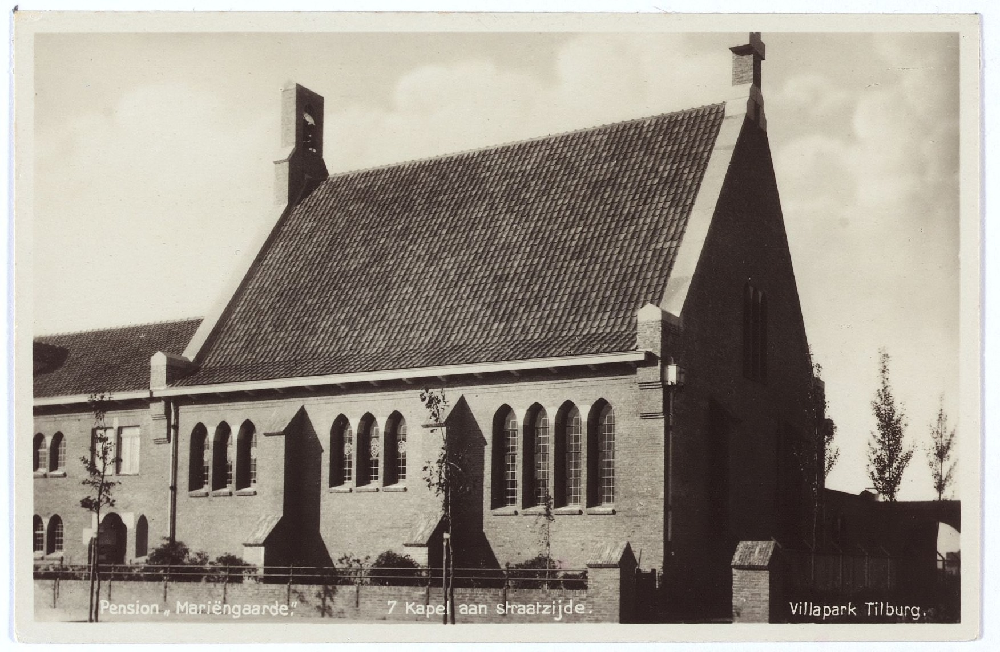 Pension „Mariëngaarde." 7 Kapel aan straatzijde. Villapark Tilburg.